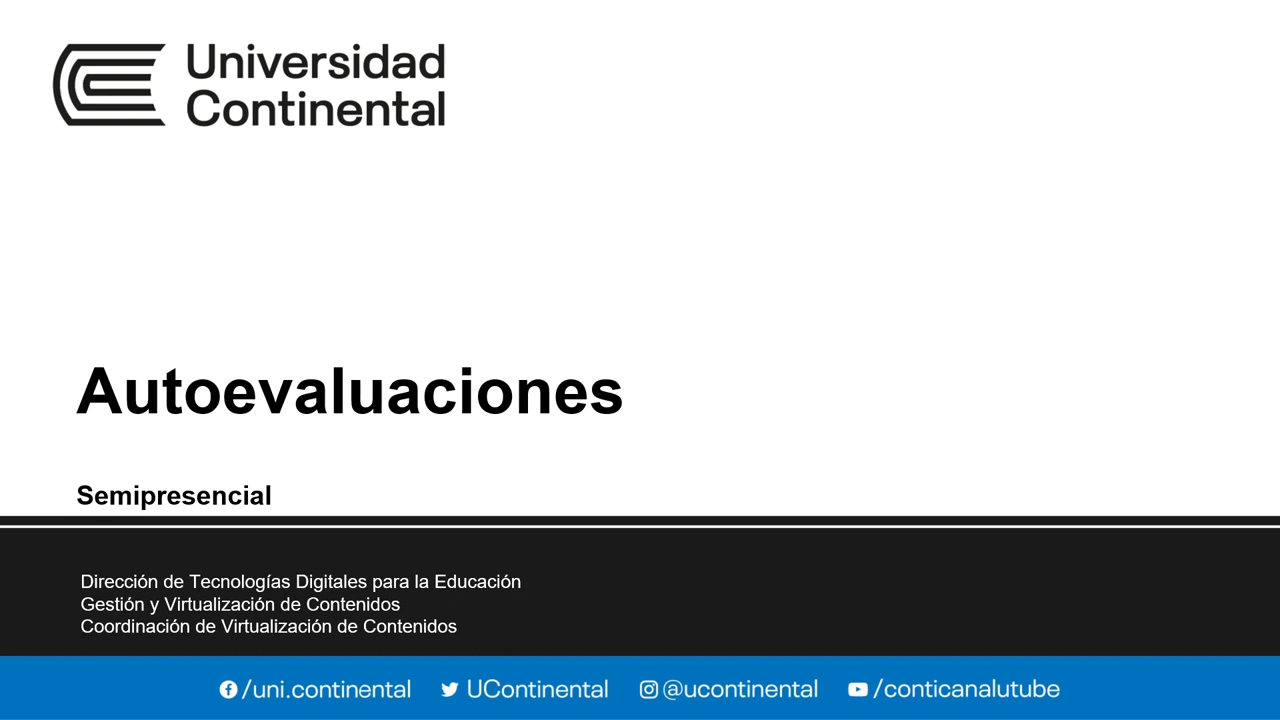 Universidad
Continental
Autoevaluaciones
Semipresencial
Dirección de Tecnologías Digitales para la Educación
Gestión y Virtualización de Contenidos
Coordinación de Virtualización de Contenidos
/uni.continental UContinental @ucontinental /conticanalutube